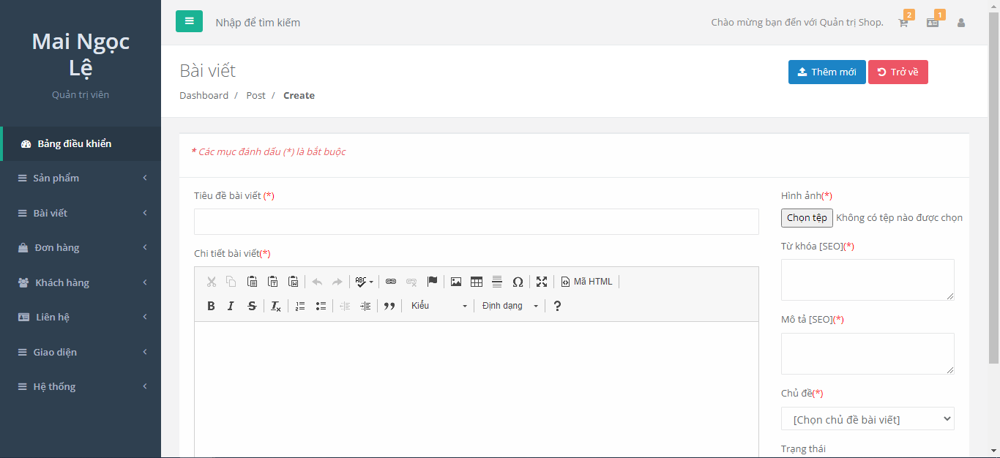 Mai Ngọc
Lệ
Quản trị viên
Bảng điều khiển
Sản phẩm
Bài viết
Đơn hàng
Khách hàng
Liên hệ
Giao diện
Hệ thống
Nhập để tìm kiếm
Chào mừng bạn đến với Quản trị Shop.
2
1
Bài viết
Dashboard / Post / Create
Thêm mới
Trở về
* Các mục đánh dấu (*) là bắt buộc
Tiêu đề bài viết (*)
Chi tiết bài viết(*)
Mã HTML
Kiểu
Định dạng
Hình ảnh(*)
Chọn tệp Không có tệp nào được chọn
Từ khóa [SEO](*)
Mô tả [SEO](*)
Chủ đề(*)
[Chọn chủ đề bài viết]
Trạng thái